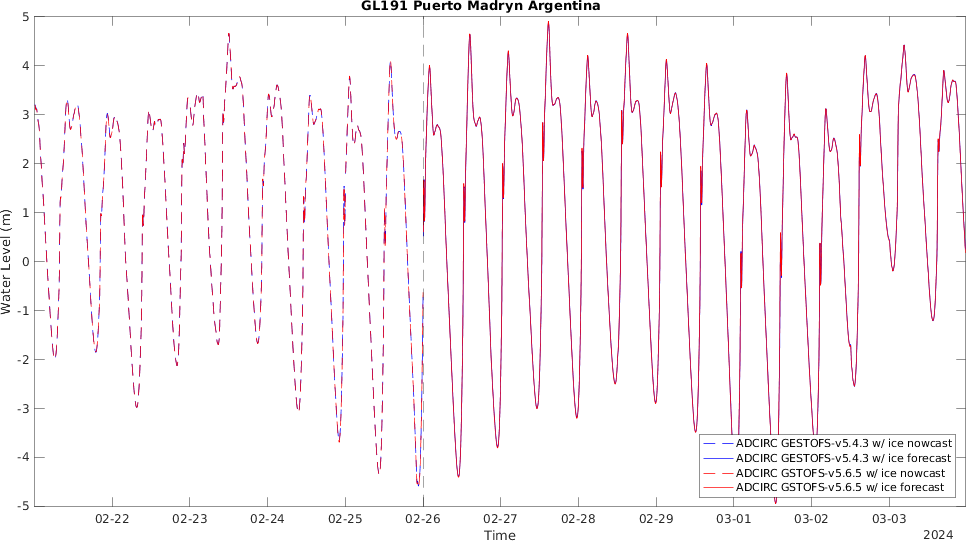 GL191 Puerto Madryn Argentina
5
4
3
2
1
0
-1
-2
-3
-4
-5
Water Level (m)
02-22 02-23 02-24 02-25 02-26 02-27 02-28 02-29 03-01 03-02 03-03
Time
2024
ADCIRC GESTOFS-v5.4.3 w/ ice nowcast
ADCIRC GESTOFS-v5.4.3 w/ ice forecast
ADCIRC GSTOFS-v5.6.5 w/ ice nowcast
ADCIRC GSTOFS-v5.6.5 w/ ice forecast